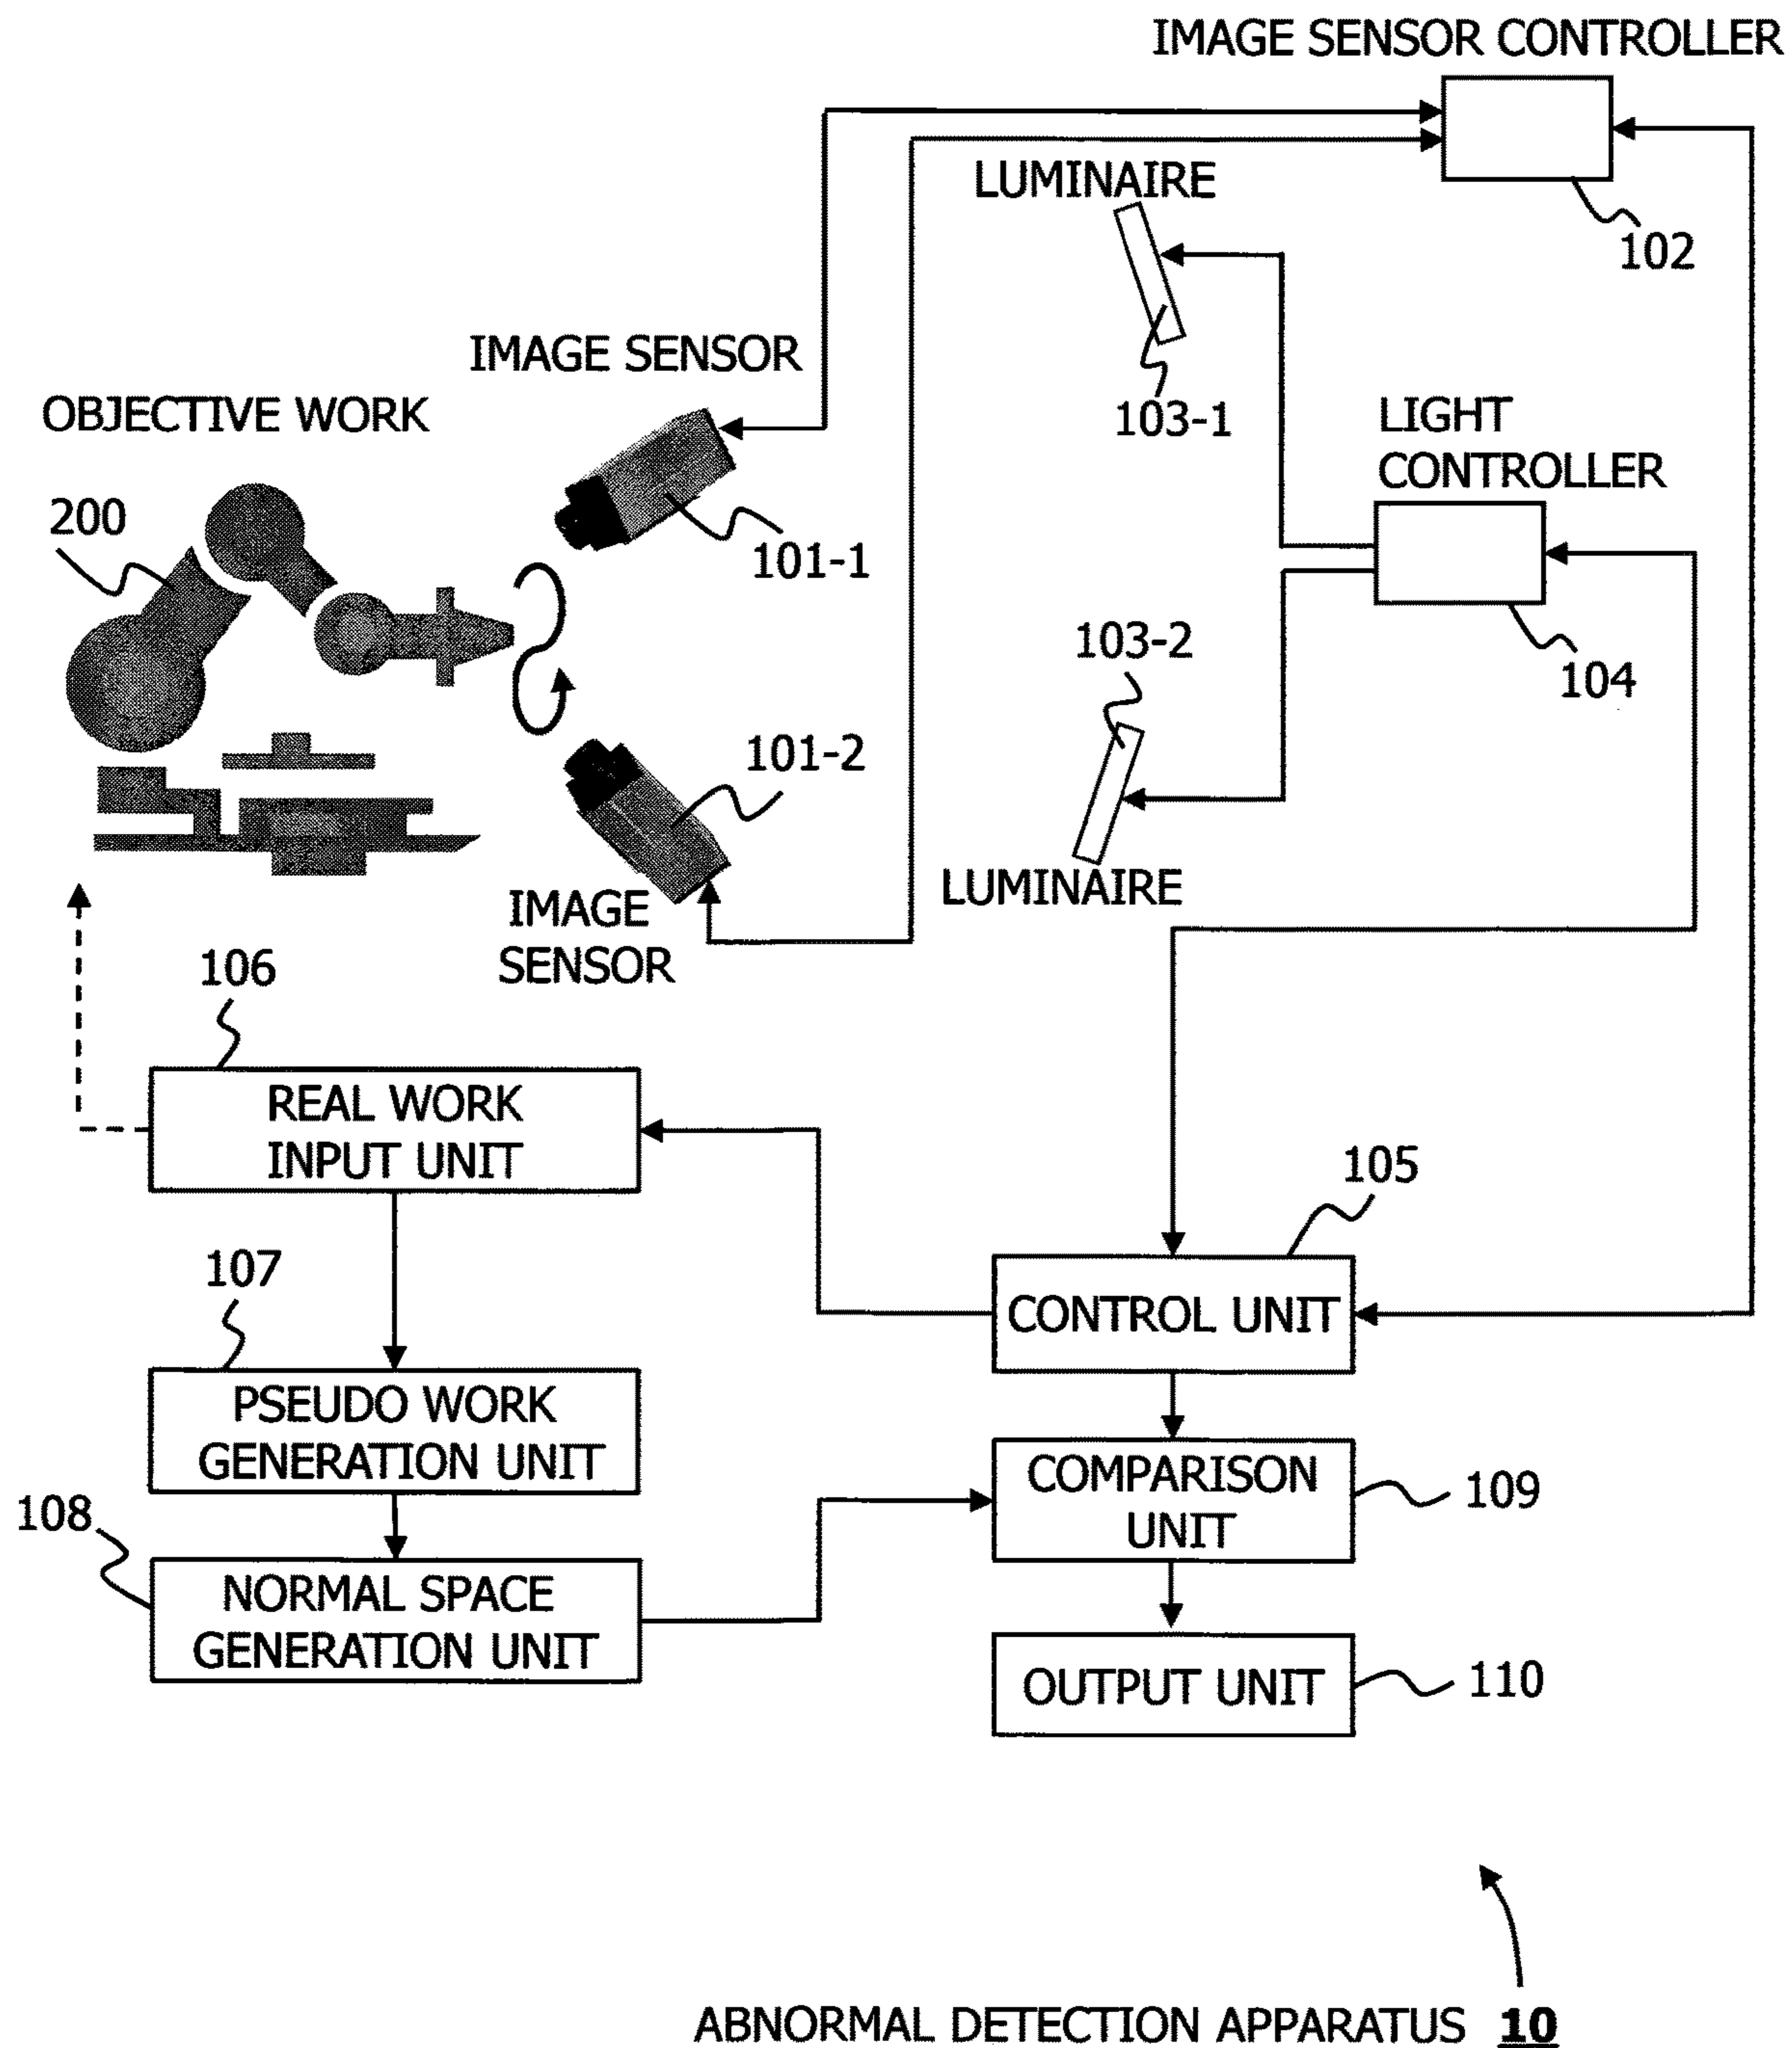 IMAGE SENSOR CONTROLLER
102
LUMINAIRE
103-1
IMAGE SENSOR
101-1
OBJECTIVE WORK
200
LIGHT
CONTROLLER
104
103-2
LUMINAIRE
101-2
IMAGE
SENSOR
106
REAL WORK
INPUT UNIT
105
CONTROL UNIT
107
PSEUDO WORK
GENERATION UNIT
COMPARISON
UNIT
109
108
NORMAL SPACE
GENERATION UNIT
OUTPUT UNIT
110
ABNORMAL DETECTION APPARATUS 10